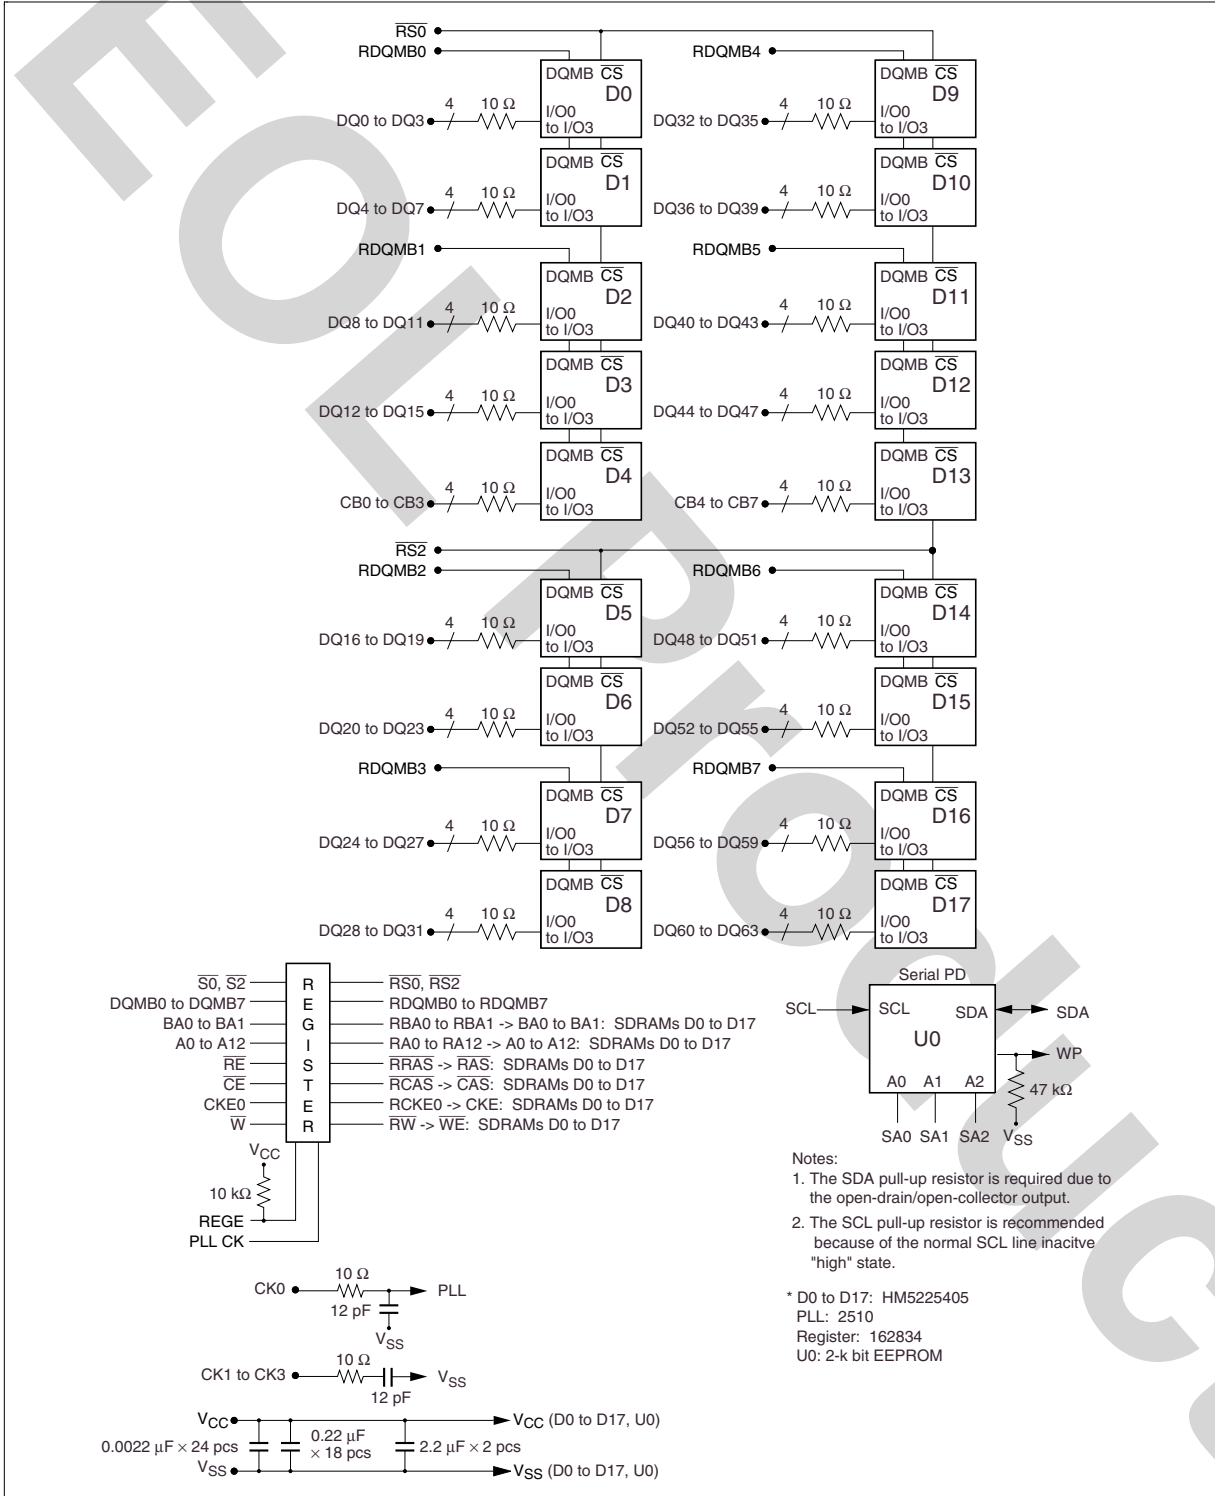 RS0
RDQMB0 RDQMB4
DQMB CS DQMB CS
D0 D9
4 10 Ω 4 10 Ω
I/O0 I/O0
DQ0 to DQ3 to I/O3 DQ32 to DQ35 to I/O3
DQMB CS DQMB CS
D1 D10
4 10 Ω 4 10 Ω
I/O0 I/O0
DQ4 to DQ7 to I/O3 DQ36 to DQ39 to I/O3
RDQMB1 RDQMB5
DQMB CS DQMB CS
D2 D11
4 10 Ω 4 10 Ω
I/O0 I/O0
DQ8 to DQ11 to I/O3 DQ40 to DQ43 to I/O3
DQMB CS DQMB CS
D3 D12
4 10 Ω 4 10 Ω
I/O0 I/O0
DQ12 to DQ15 to I/O3 DQ44 to DQ47 to I/O3
DQMB CS DQMB CS
D4 D13
4 10 Ω 4 10 Ω
I/O0 I/O0
CB0 to CB3 to I/O3 CB4 to CB7 to I/O3
RS2
RDQMB2 RDQMB6
DQMB CS DQMB CS
D5 D14
4 10 Ω 4 10 Ω
I/O0 I/O0
DQ16 to DQ19 to I/O3 DQ48 to DQ51 to I/O3
DQMB CS DQMB CS
D6 D15
4 10 Ω 4 10 Ω
I/O0 I/O0
DQ20 to DQ23 to I/O3 DQ52 to DQ55 to I/O3
RDQMB3 RDQMB7
DQMB CS DQMB CS
D7 D16
4 10 Ω 4 10 Ω
I/O0 I/O0
DQ24 to DQ27 to I/O3 DQ56 to DQ59 to I/O3
DQMB CS DQMB CS
D8 D17
4 10 Ω 4 10 Ω
I/O0 I/O0
DQ28 to DQ31 to I/O3 DQ60 to DQ63 to I/O3
S0, S2 R RS0, RS2
DQMB0 to DQMB7 E RDQMB0 to RDQMB7
BA0 to BA1 G RBA0 to RBA1 -> BA0 to BA1: SDRAMs D0 to D17
A0 to A12 I RA0 to RA12 -> A0 to A12: SDRAMs D0 to D17
RE S RRAS -> RAS: SDRAMs D0 to D17
CE T RCAS -> CAS: SDRAMs D0 to D17
CKE0 E RCKE0 -> CKE: SDRAMs D0 to D17
W R RW -> WE: SDRAMs D0 to D17
VCC
10 kΩ
REGE
PLL CK
Serial PD
SCL SCL SDA SDA
U0
WP
A0 A1 A2
47 kΩ
SA0 SA1 SA2 VSS
Notes:
1. The SDA pull-up resistor is required due to
the open-drain/open-collector output.
2. The SCL pull-up resistor is recommended
because of the normal SCL line inacitve
"high" state.
* D0 to D17: HM5225405
PLL: 2510
Register: 162834
U0: 2-k bit EEPROM
10 Ω
CK0 PLL
12 pF
VSS
10 Ω
CK1 to CK3 VSS
12 pF
VCC VCC (D0 to D17, U0)
0.0022 µF × 24 pcs 0.22 µF × 18 pcs 2.2 µF × 2 pcs
VSS VSS (D0 to D17, U0)
EOL Product